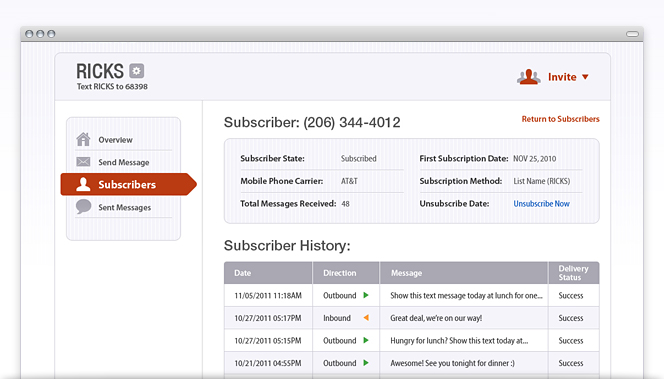 RICKS
Text RICKS to 68398
Invite
Overview
Send Message
Subscribers
Sent Messages
Subscriber: (206) 344-4012
Return to Subscribers
Subscriber State: Subscribed
First Subscription Date: NOV 25, 2010
Mobile Phone Carrier: AT&T
Subscription Method: List Name (RICKS)
Total Messages Received: 48
Unsubscribe Date: Unsubscribe Now
Subscriber History:
Date Direction Message Delivery Status
11/05/2011 11:18AM Outbound Show this text message today at lunch for one... Success
10/27/2011 05:17PM Inbound Great deal, we're on our way! Success
10/27/2011 05:15PM Outbound Hungry for lunch? Show this text today at... Success
10/21/2011 04:55PM Outbound Awesome! See you tonight for dinner :) Success